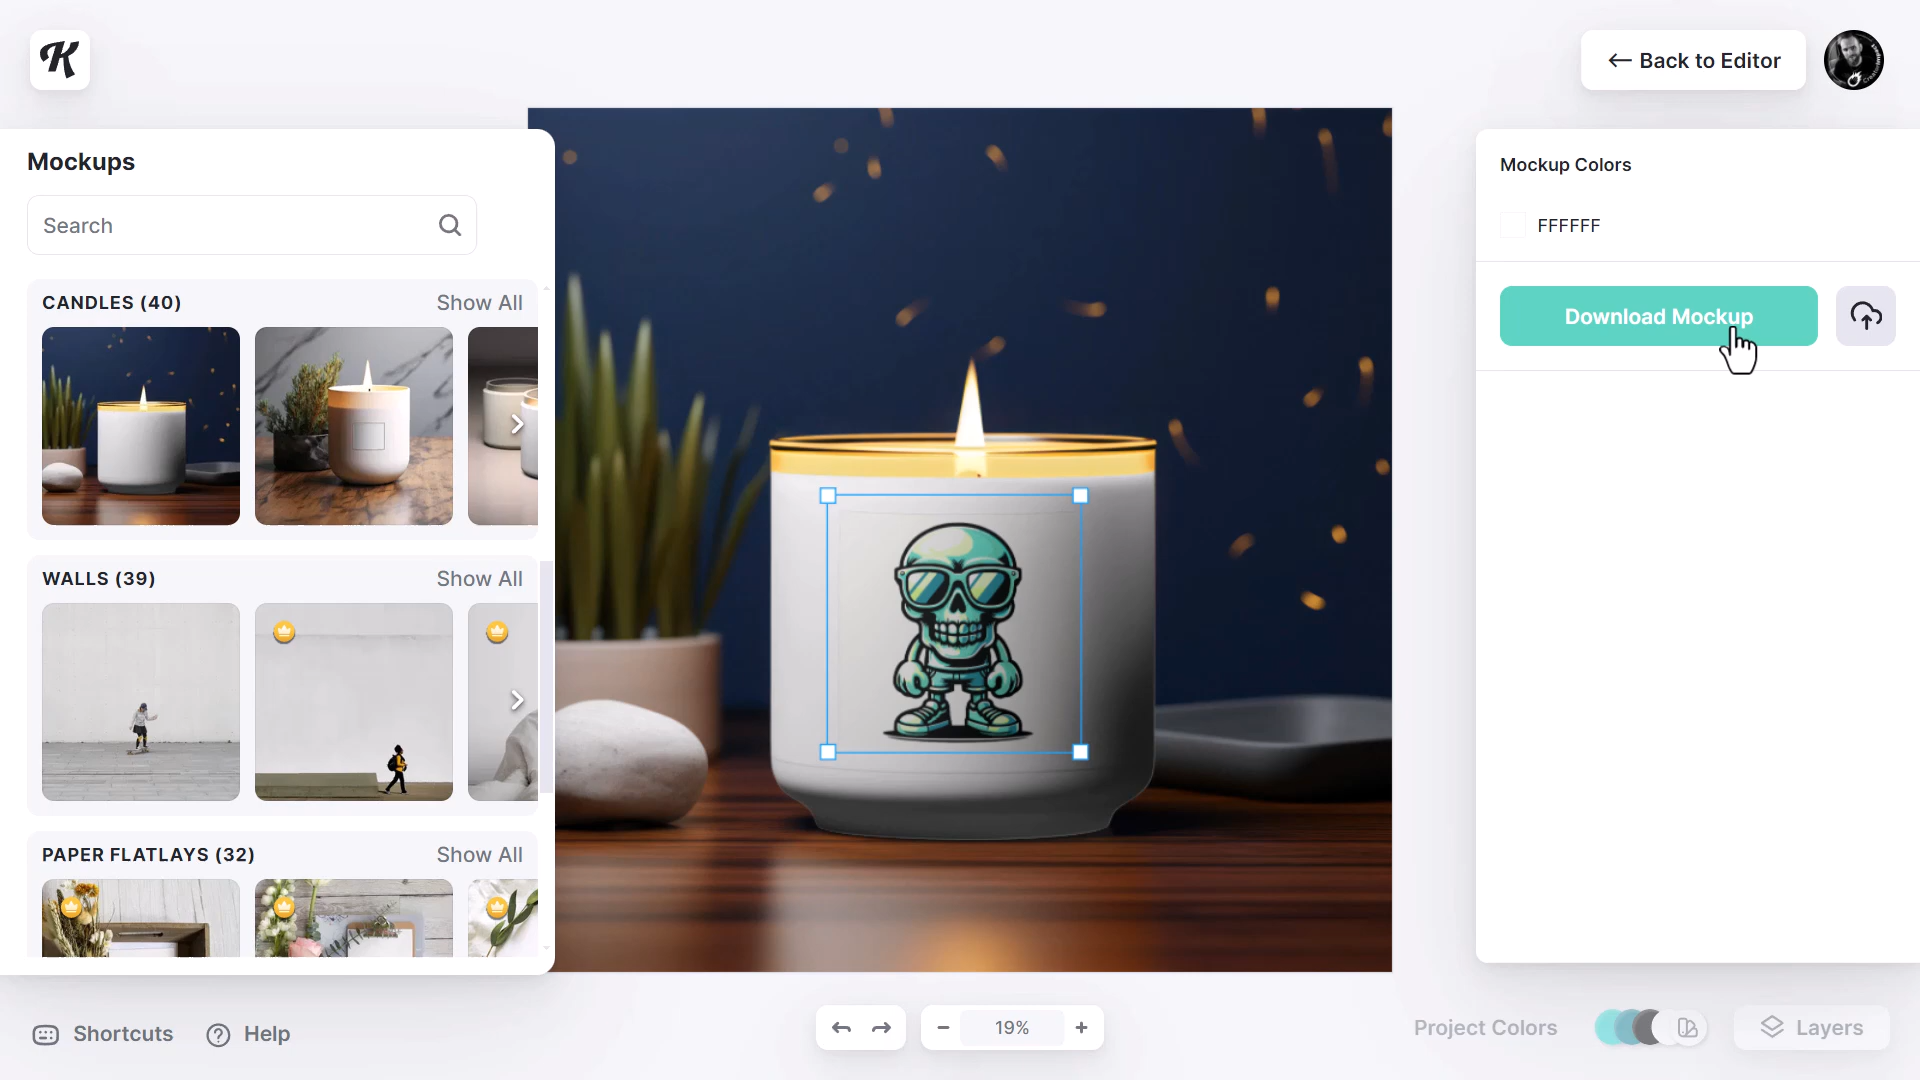 K
← Back to Editor
Mockups
Search
CANDLES (40)
Show All
WALLS (39)
Show All
PAPER FLATLAYS (32)
Show All
Mockup Colors
FFFFFF
Download Mockup
Shortcuts
Help
19%
Project Colors
Layers